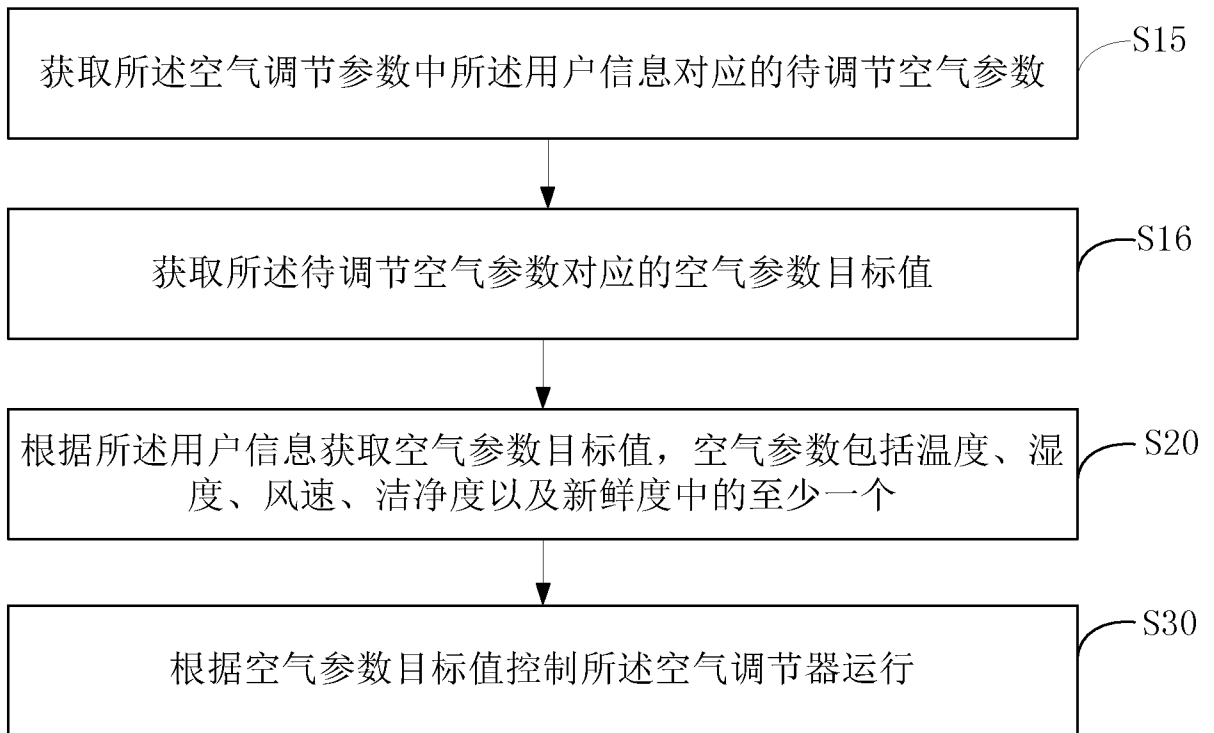 获取所述空气调节参数中所述用户信息对应的待调节空气参数
S15
获取所述待调节空气参数对应的空气参数目标值
S16
根据所述用户信息获取空气参数目标值，空气参数包括温度、湿
度、风速、洁净度以及新鲜度中的至少一个
S20
根据空气参数目标值控制所述空气调节器运行
S30